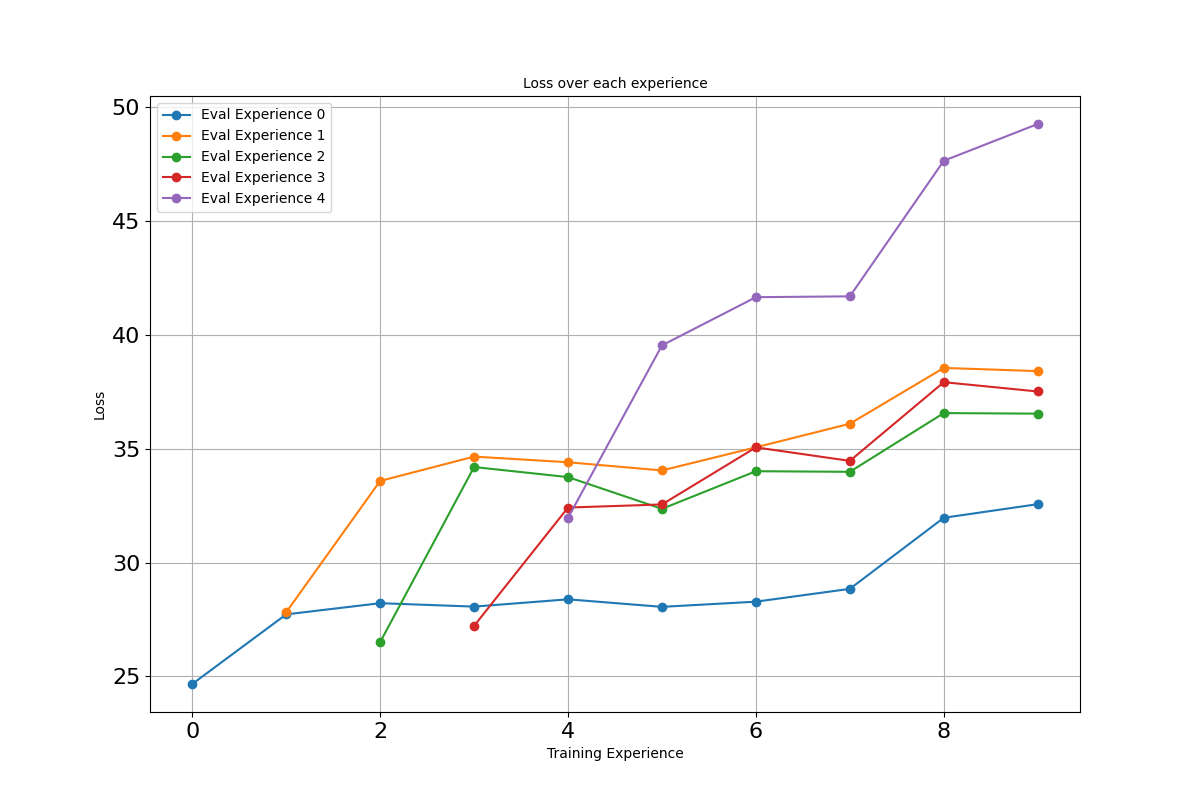 Loss over each experience
50
45
40
35
30
25
Loss
Eval Experience 0
Eval Experience 1
Eval Experience 2
Eval Experience 3
Eval Experience 4
0 2 4 6 8
Training Experience